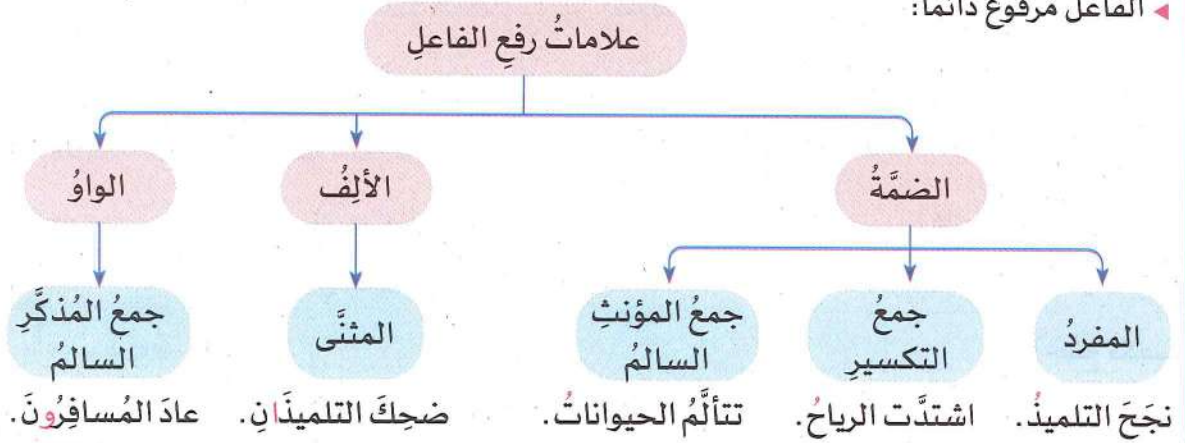 الفاعل مرفوع دائمًا:
علاماتُ رفعِ الفاعلِ
الضمَّةُ
الألِفُ
الواوُ
المفردُ
جمعُ
التكسيرِ
جمعُ المؤنثِ
السالمُ
المثنَّى
جمعُ المُذكَّرِ
السالمُ
نجَحَ التلميذُ.
اشتدَّت الرياحُ.
تتألَّمُ الحيواناتُ.
ضحِكَ التلميذَانِ.
عادَ المُسافِرُونَ.